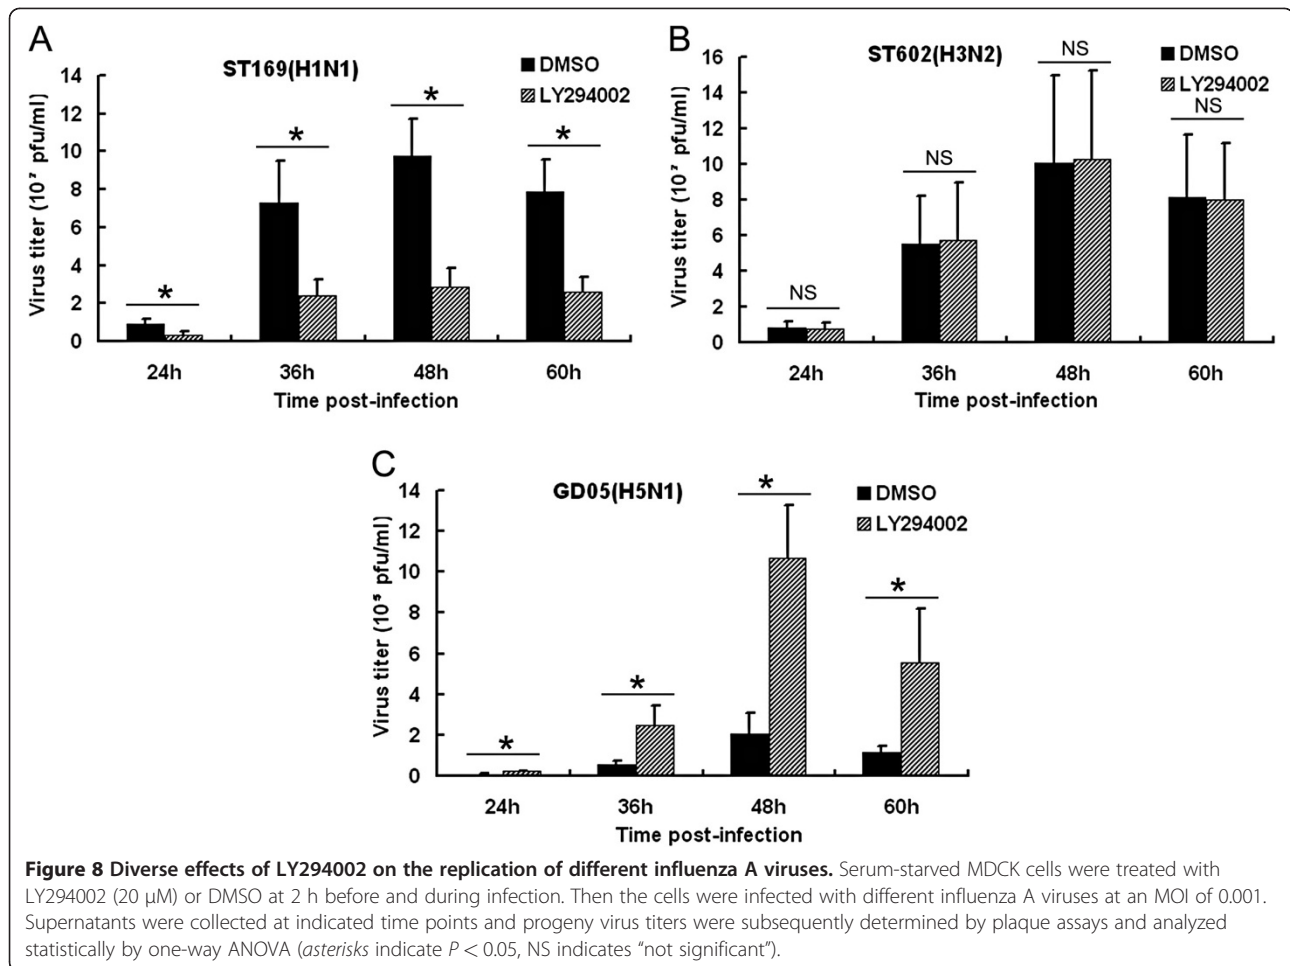 A
ST169(H1N1)
DMSO
LY294002
Virus titer (10⁷ pfu/ml)
14
12
10
8
6
4
2
0
*
*
*
*
24h
36h
48h
60h
Time post-infection
B
ST602(H3N2)
DMSO
LY294002
Virus titer (10⁷ pfu/ml)
16
14
12
10
8
6
4
2
0
NS
NS
NS
NS
24h
36h
48h
60h
Time post-infection
C
GD05(H5N1)
DMSO
LY294002
Virus titer (10⁵ pfu/ml)
14
12
10
8
6
4
2
0
*
*
*
*
24h
36h
48h
60h
Time post-infection
Figure 8 Diverse effects of LY294002 on the replication of different influenza A viruses. Serum-starved MDCK cells were treated with
LY294002 (20 μM) or DMSO at 2 h before and during infection. Then the cells were infected with different influenza A viruses at an MOI of 0.001.
Supernatants were collected at indicated time points and progeny virus titers were subsequently determined by plaque assays and analyzed
statistically by one-way ANOVA (asterisks indicate P < 0.05, NS indicates “not significant”).